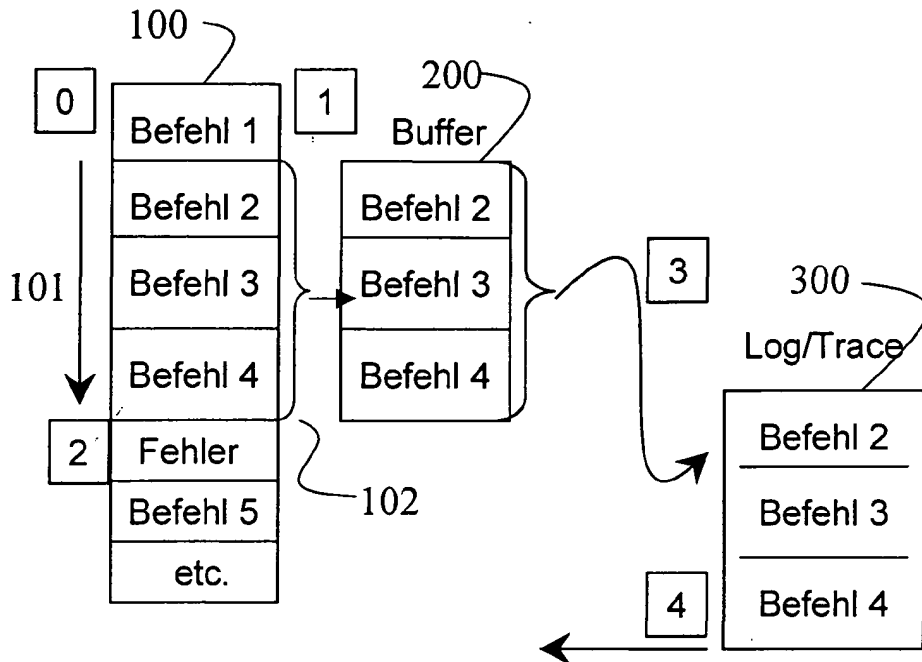 100
0
1
Befehl 1
Befehl 2
Befehl 3
Befehl 4
101
2
Fehler
Befehl 5
etc.
102
200
Buffer
Befehl 2
Befehl 3
Befehl 4
3
300
Log/Trace
Befehl 2
Befehl 3
Befehl 4
4